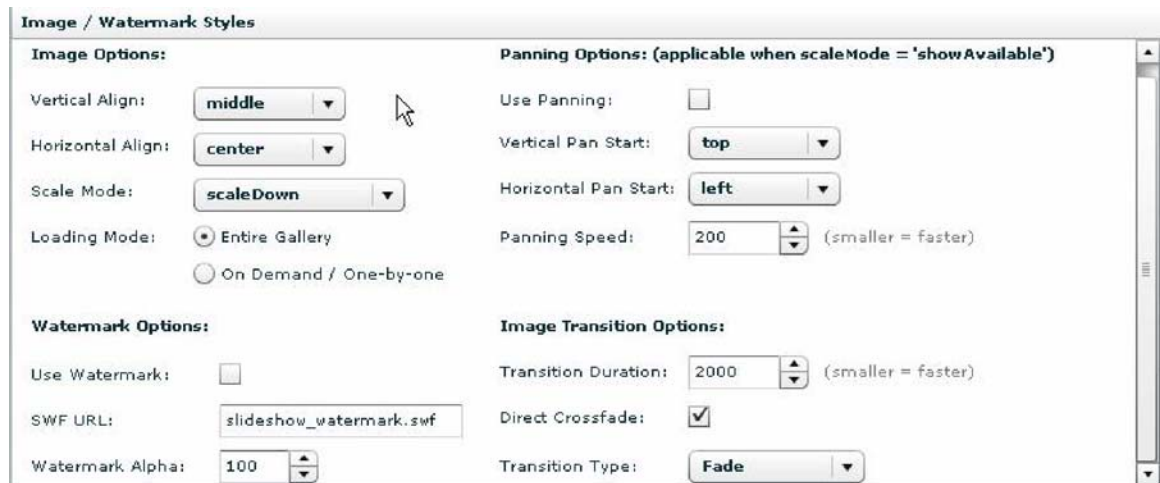 Image / Watermark Styles
Image Options:
Vertical Align: middle
Horizontal Align: center
Scale Mode: scaleDown
Loading Mode: Entire Gallery
On Demand / One-by-one
Panning Options: (applicable when scaleMode = 'showAvailable')
Use Panning:
Vertical Pan Start: top
Horizontal Pan Start: left
Panning Speed: 200 (smaller = faster)
Watermark Options:
Use Watermark:
SWF URL: slideshow_watermark.swf
Watermark Alpha: 100
Image Transition Options:
Transition Duration: 2000 (smaller = faster)
Direct Crossfade:
Transition Type: Fade